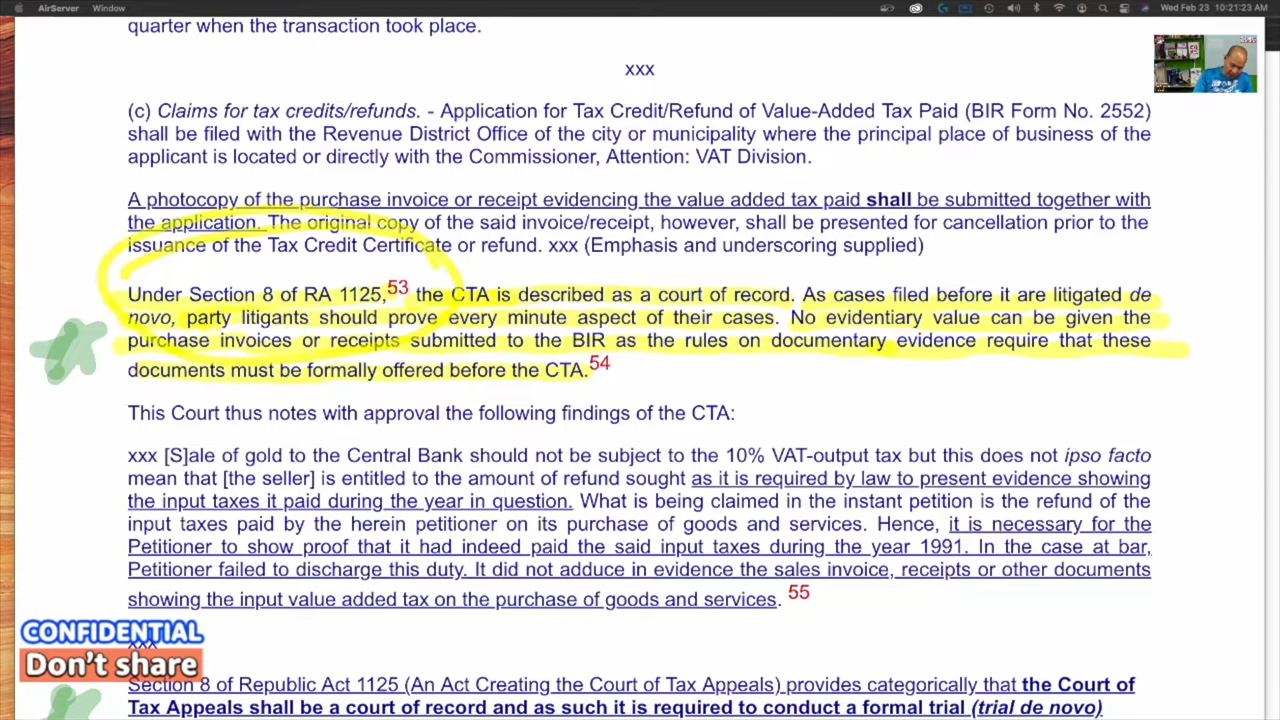 AirServer Window Wed Feb 23 10:21:23 AM
quarter when the transaction took place.
xxx
(c) Claims for tax credits/refunds. - Application for Tax Credit/Refund of Value-Added Tax Paid (BIR Form No. 2552)
shall be filed with the Revenue District Office of the city or municipality where the principal place of business of the
applicant is located or directly with the Commissioner, Attention: VAT Division.
A photocopy of the purchase invoice or receipt evidencing the value added tax paid shall be submitted together with
the application. The original copy of the said invoice/receipt, however, shall be presented for cancellation prior to the
issuance of the Tax Credit Certificate or refund. xxx (Emphasis and underscoring supplied)
Under Section 8 of RA 1125,53 the CTA is described as a court of record. As cases filed before it are litigated de
novo, party litigants should prove every minute aspect of their cases. No evidentiary value can be given the
purchase invoices or receipts submitted to the BIR as the rules on documentary evidence require that these
documents must be formally offered before the CTA.54
This Court thus notes with approval the following findings of the CTA:
xxx [S]ale of gold to the Central Bank should not be subject to the 10% VAT-output tax but this does not ipso facto
mean that [the seller] is entitled to the amount of refund sought as it is required by law to present evidence showing
the input taxes it paid during the year in question. What is being claimed in the instant petition is the refund of the
input taxes paid by the herein petitioner on its purchase of goods and services. Hence, it is necessary for the
Petitioner to show proof that it had indeed paid the said input taxes during the year 1991. In the case at bar,
Petitioner failed to discharge this duty. It did not adduce in evidence the sales invoice, receipts or other documents
showing the input value added tax on the purchase of goods and services.55
CONFIDENTIAL
xxx
Don't share
Section 8 of Republic Act 1125 (An Act Creating the Court of Tax Appeals) provides categorically that the Court of
Tax Appeals shall be a court of record and as such it is required to conduct a formal trial (trial de novo)